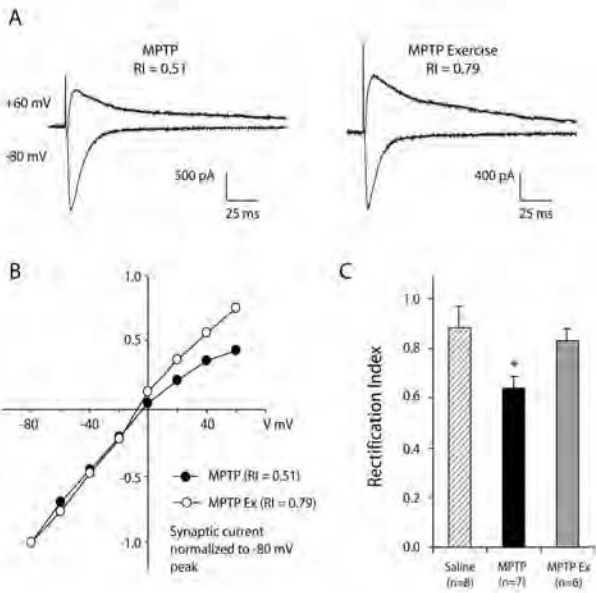 A
MPTP
RI = 0.51
MPTP Exercise
RI = 0.79
+60 mV
-80 mV
500 pA
25 ms
400 pA
25 ms
B
1.0
0.5
-80
-40
40
V mV
-0.5
-1.0
MPTP (RI = 0.51)
MPTP Ex (RI = 0.79)
Synaptic current
normalized to -80 mV
peak
C
Rectification Index
1.0
0.8
0.6
0.4
0.2
0.0
*
Saline
(n=8)
MPTP
(n=7)
MPTP Ex
(n=6)